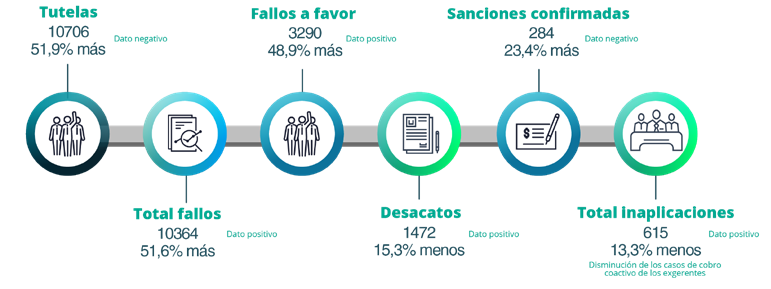 Tutelas
10706
51,9% más
Dato negativo
Fallos a favor
3290
48,9% más
Dato positivo
Sanciones confirmadas
284
23,4% más
Dato negativo
Total fallos
10364
51,6% más
Dato positivo
Desacatos
1472
15,3% menos
Dato positivo
Total inaplicaciones
615
13,3% menos
Dato positivo
Disminución de los casos de cobro
coactivo de los exgerentes